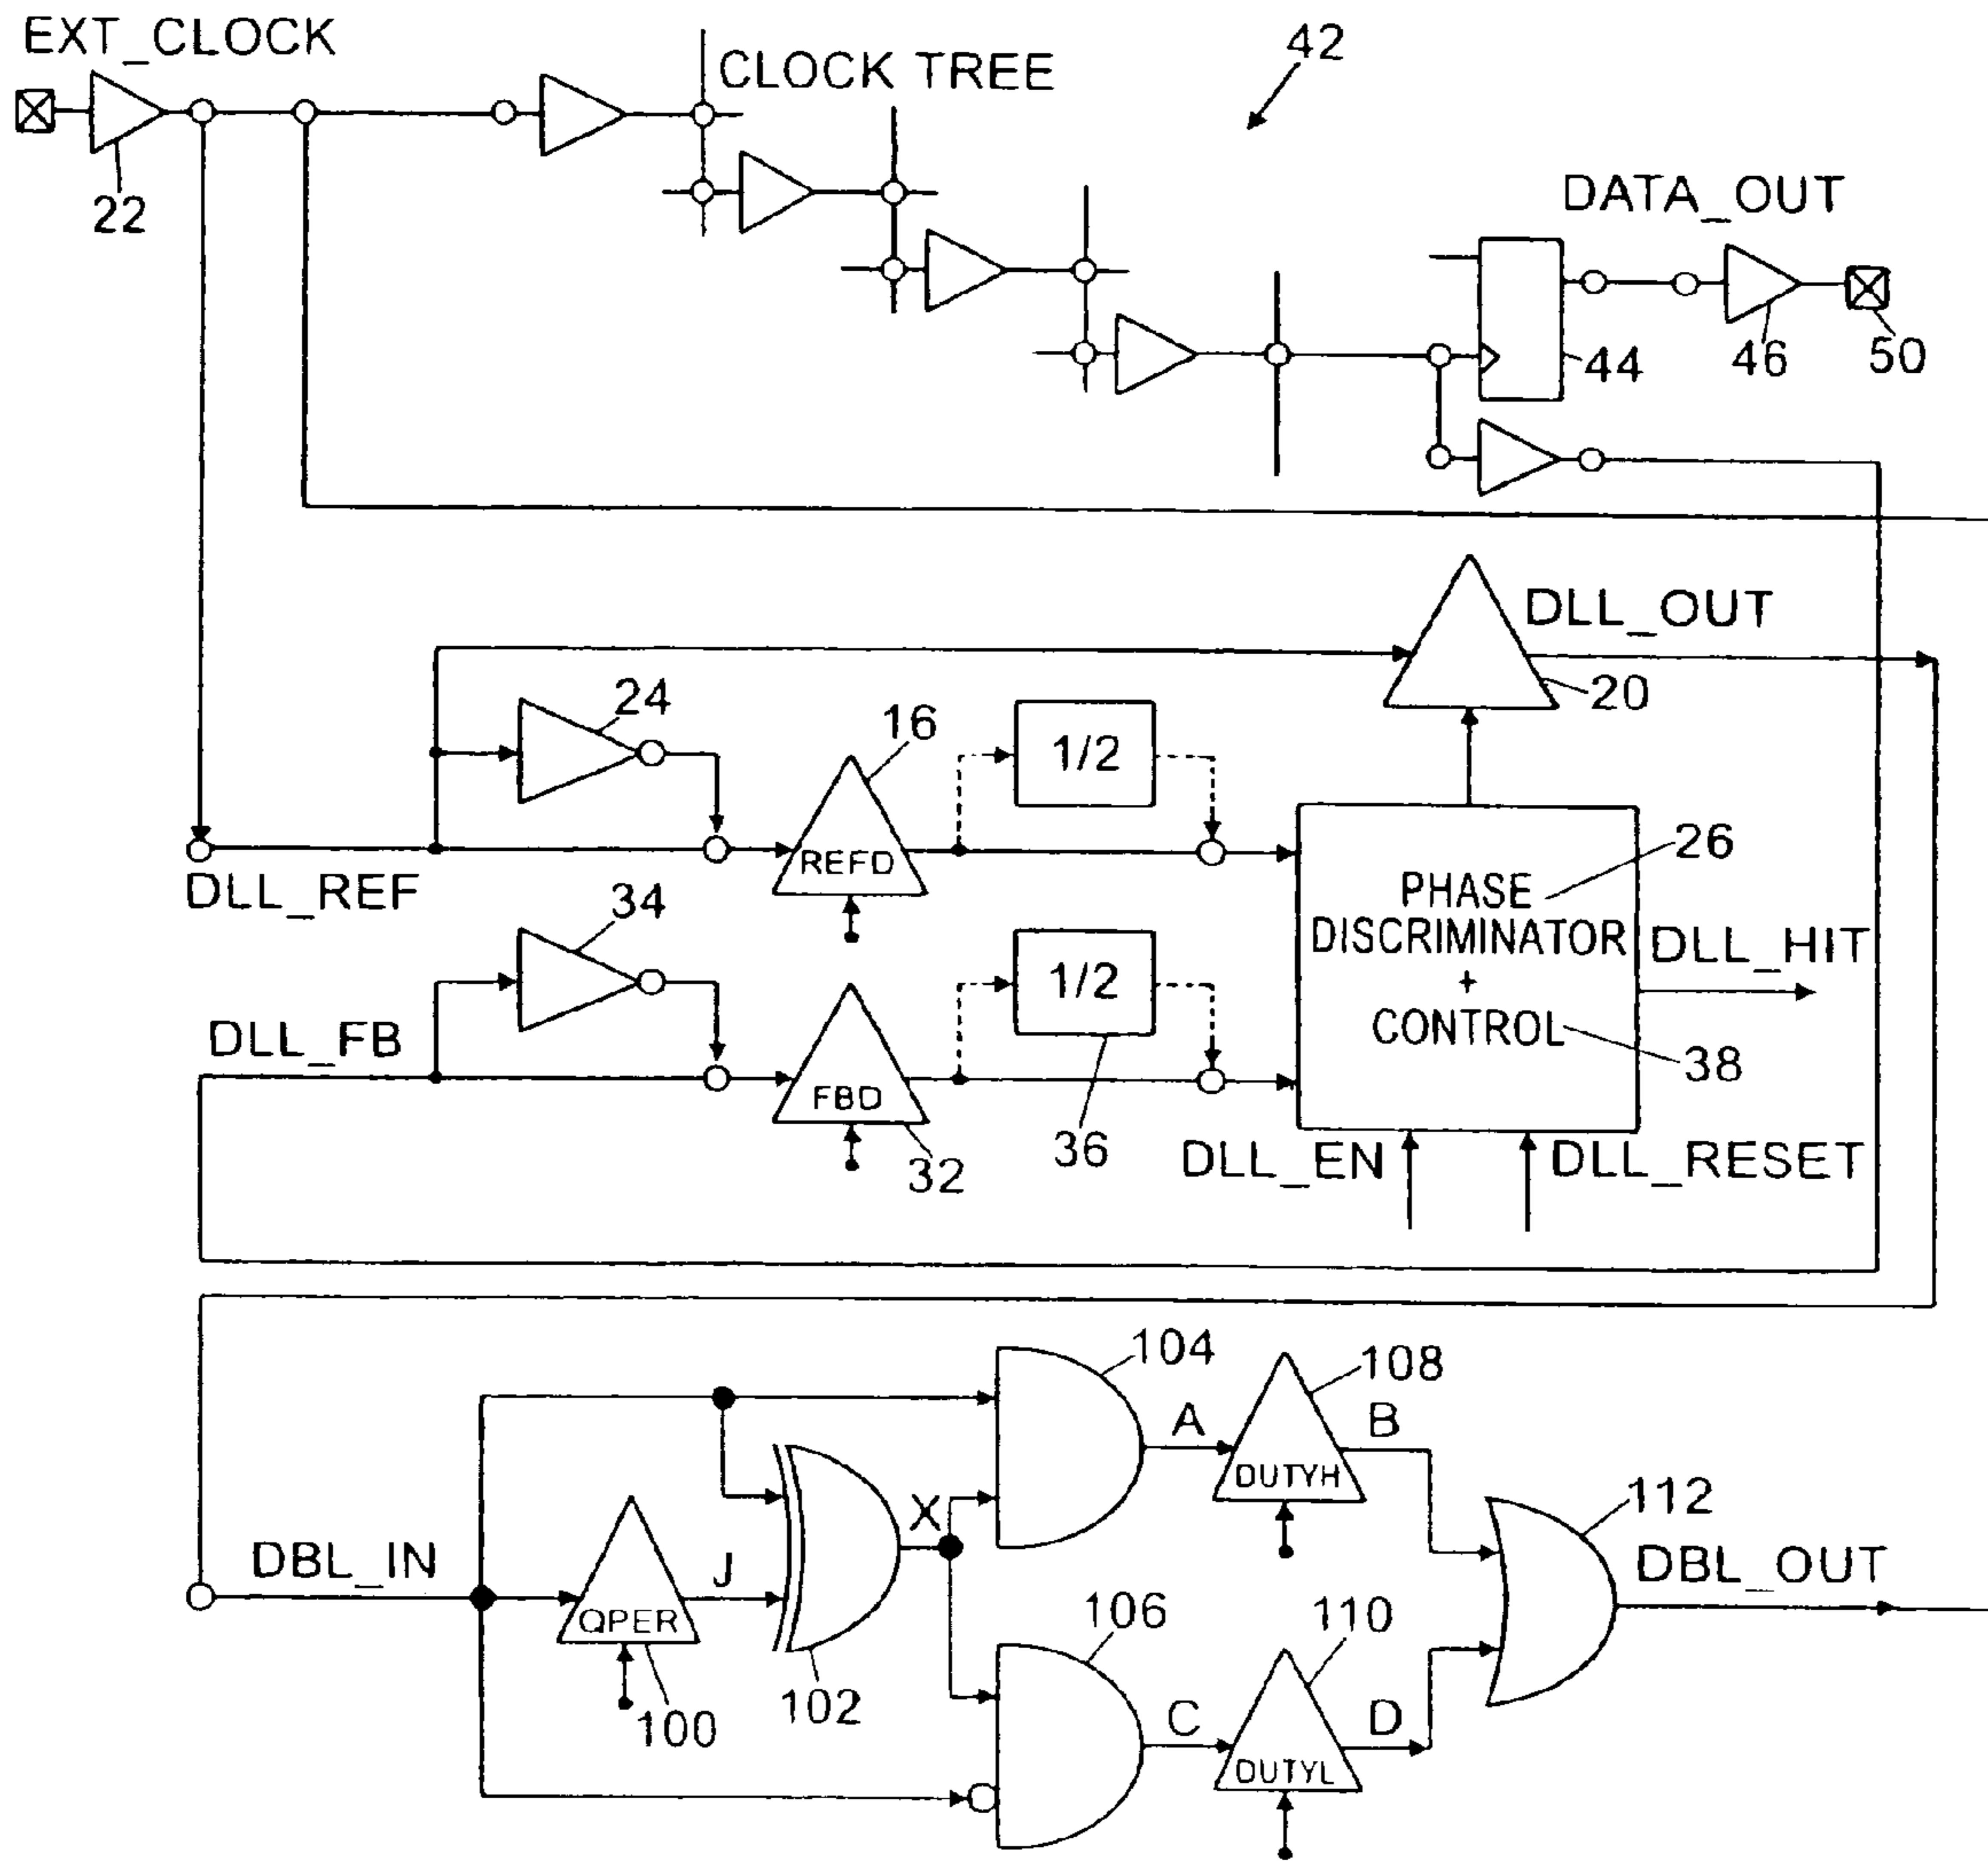 EXT_CLOCK
CLOCK TREE
42
22
DATA_OUT
44
46
50
DLL_OUT
20
24
16
1/2
REFD
DLL_REF
26
PHASE
DISCRIMINATOR
+
CONTROL
DLL_HIT
38
34
1/2
DLL_FB
FBD
32
36
DLL_EN
DLL_RESET
104
108
A
B
DUTYH
112
X
DBL_IN
J
QPER
DBL_OUT
106
110
102
100
C
D
DUTYL